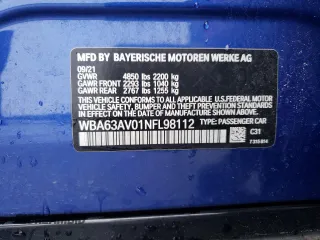 MFD BY BAYERISCHE MOTOREN WERKE AG
09/21
GVWR 4850 lbs 2200 kg
GAWR FRONT 2293 lbs 1040 kg
GAWR REAR 2767 lbs 1255 kg
THIS VEHICLE CONFORMS TO ALL APPLICABLE U.S.FEDERAL MOTOR
VEHICLE SAFETY, BUMPER, AND THEFT PREVENTION STANDARDS IN
EFFECT ON THE DATE OF MANUFACTURE SHOWN ABOVE.
WBA63AV01NFL98112 TYPE: PASSENGER CAR
C31